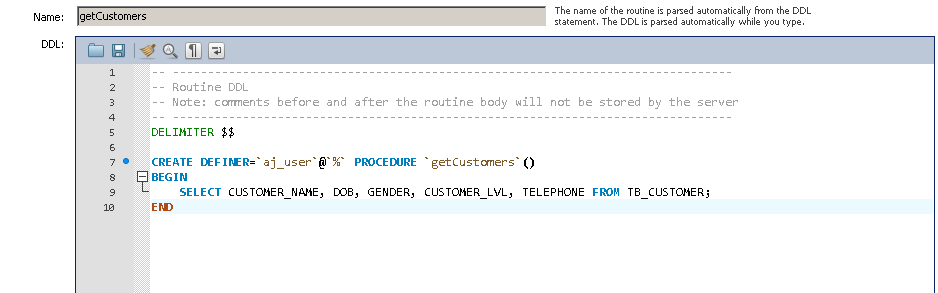 Name: getCustomers
The name of the routine is parsed automatically from the DDL
statement. The DDL is parsed automatically while you type.
DDL:
1 -- ----------------------------------------------------------------------------
2 -- Routine DDL
3 -- Note: comments before and after the routine body will not be stored by the server
4 -- ----------------------------------------------------------------------------
5 DELIMITER $$
6
7 CREATE DEFINER=`aj_user`@`%` PROCEDURE `getCustomers`()
8 BEGIN
9 SELECT CUSTOMER_NAME, DOB, GENDER, CUSTOMER_LVL, TELEPHONE FROM TB_CUSTOMER;
10 END